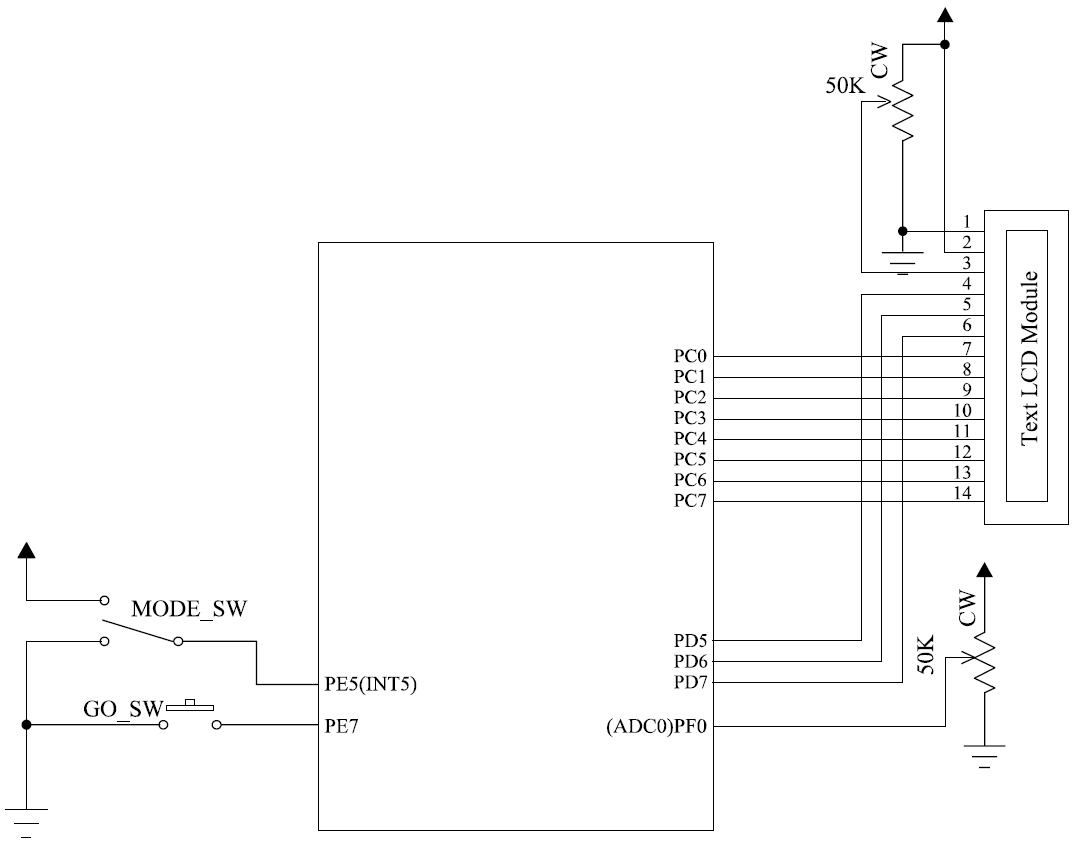 CW
50K
1
2
3
4
5
6
7
8
9
10
11
12
13
14
Text LCD Module
PC0
PC1
PC2
PC3
PC4
PC5
PC6
PC7
MODE_SW
GO_SW
PE5(INT5)
PE7
PD5
PD6
PD7
(ADC0)PF0
CW
50K